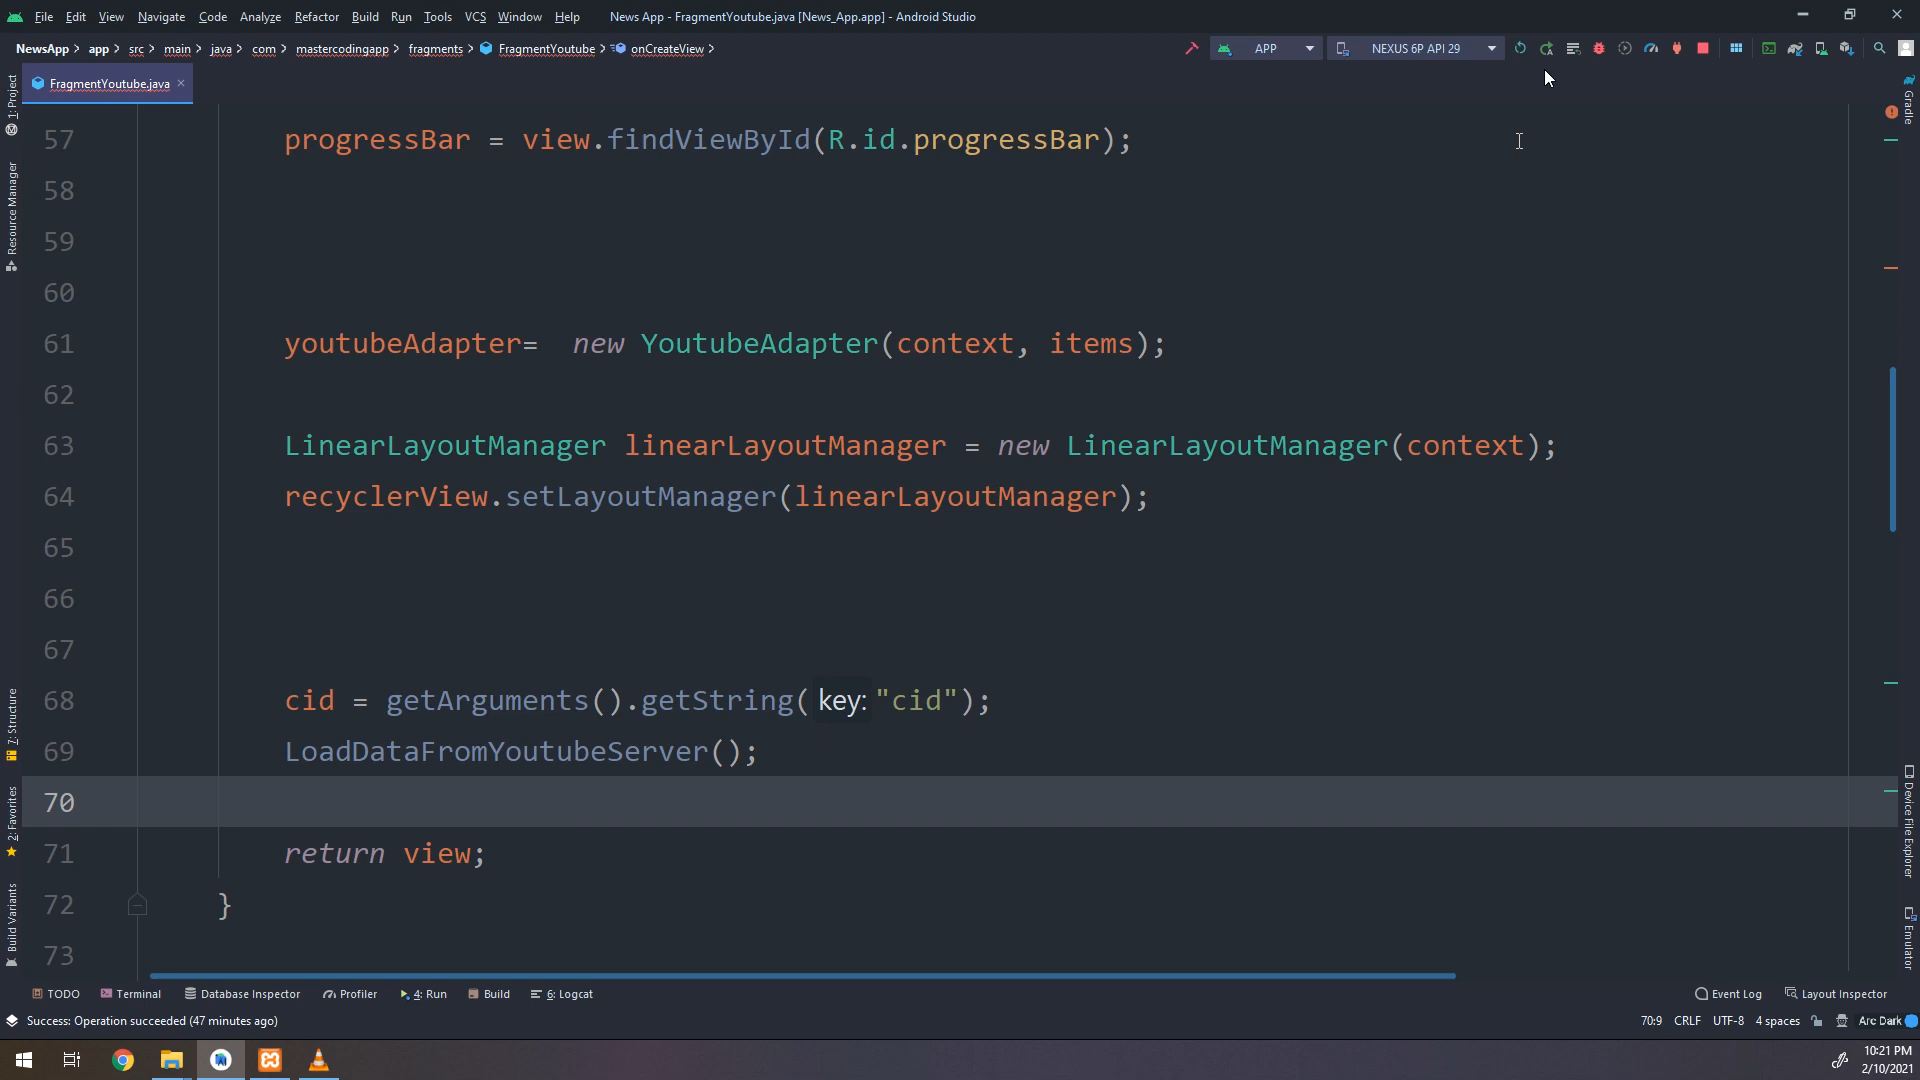 File Edit View Navigate Code Analyze Refactor Build Run Tools VCS Window Help News App - FragmentYoutube.java [News_App.app] - Android Studio
NewsApp app src main java com mastercodingapp fragments FragmentYoutube onCreateView APP NEXUS 6P API 29
FragmentYoutube.java
1: Project
Resource Manager
7: Structure
2: Favorites
Build Variants
57 progressBar = view.findViewById(R.id.progressBar);
58
59
60
61 youtubeAdapter=  new YoutubeAdapter(context, items);
62
63 LinearLayoutManager linearLayoutManager = new LinearLayoutManager(context);
64 recyclerView.setLayoutManager(linearLayoutManager);
65
66
67
68 cid = getArguments().getString( key: "cid");
69 LoadDataFromYoutubeServer();
70
71 return view;
72 }
73
Gradle
Device File Explorer
Emulator
TODO Terminal Database Inspector Profiler 4: Run Build 6: Logcat Event Log Layout Inspector
Success: Operation succeeded (47 minutes ago) 70:9 CRLF UTF-8 4 spaces Arc Dark
10:21 PM
2/10/2021